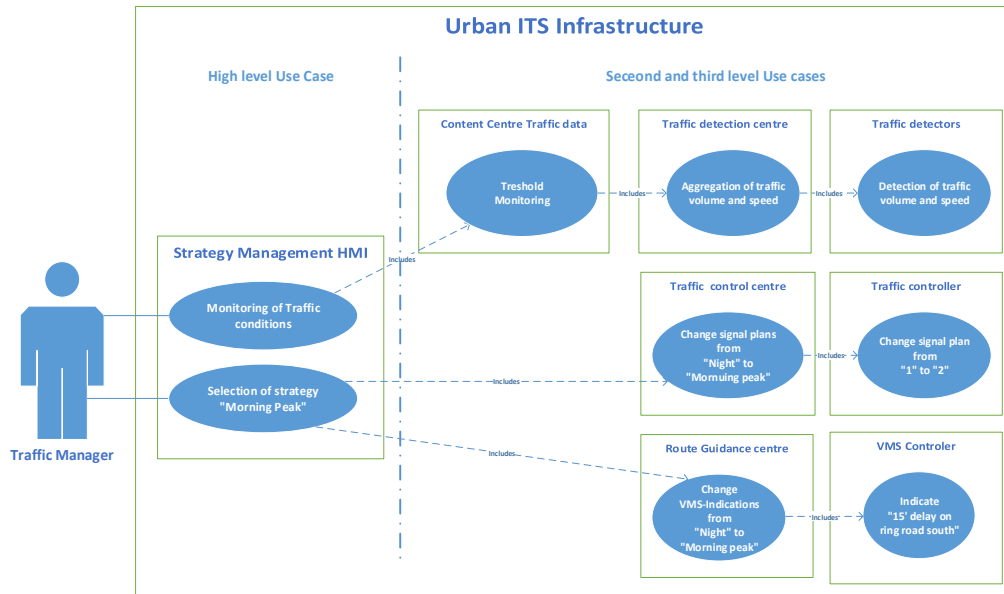 Urban ITS Infrastructure
High level Use Case
Seceond and third level Use cases
Content Centre Traffic data
Traffic detection centre
Traffic detectors
Treshold
Monitoring
Includes
Aggregation of traffic
volume and speed
Includes
Detection of traffic
volume and speed
Strategy Management HMI
Includes
Monitoring of Traffic
conditions
Traffic control centre
Traffic controller
Change signal plans
from
"Night" to
"Mornuing peak"
Includes
Change signal plan
from
"1" to "2"
Selection of strategy
"Morning Peak"
Includes
Traffic Manager
Includes
Route Guidance centre
VMS Controler
Change
VMS-Indications
from
"Night" to
"Morning peak"
Includes
Indicate
"15' delay on
ring road south"